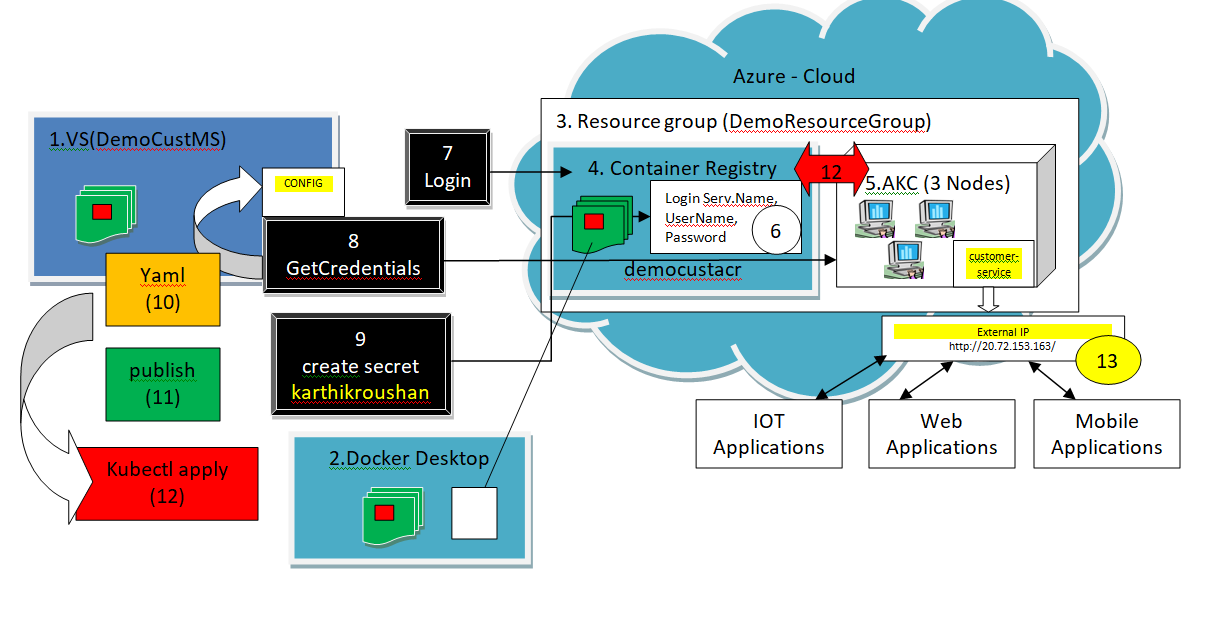 Azure - Cloud
1.VS(DemoCustMS)
CONFIG
7
Login
3. Resource group (DemoResourceGroup)
4. Container Registry
Login Serv.Name,
UserName,
Password
6
democustacr
12
5.AKC (3 Nodes)
customer-
service
8
GetCredentials
Yaml
(10)
9
create secret
karthikroushan
External IP
http://20.72.153.163/
13
publish
(11)
IOT
Applications
Web
Applications
Mobile
Applications
Kubectl apply
(12)
2.Docker Desktop